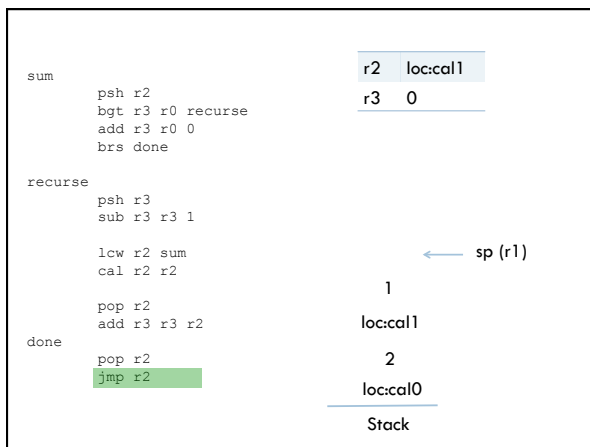 sum
psh r2
bgt r3 r0 recurse
add r3 r0 0
brs done
recurse
psh r3
sub r3 r3 1
lcw r2 sum
cal r2 r2
pop r2
add r3 r3 r2
done
pop r2
jmp r2
r2 loc:cal1
r3 0
sp (r1)
1
loc:cal1
2
loc:cal0
Stack